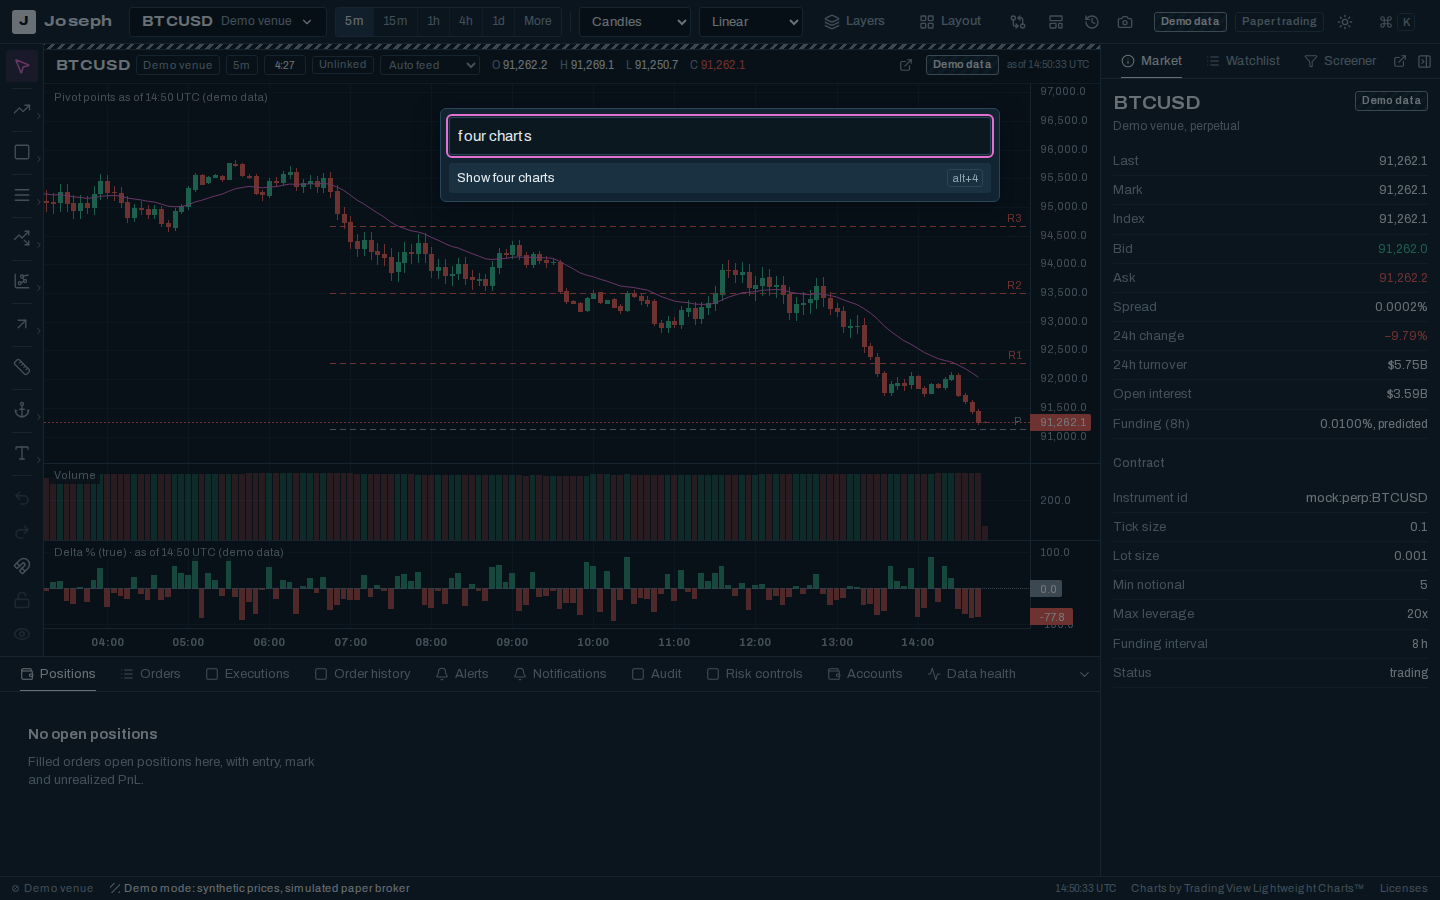 J Joseph BTCUSD Demo venue 5m 15m 1h 4h 1d More Candles Linear Layers Layout Demo data Paper trading ⌘ K
BTCUSD Demo venue 5m 4:27 Unlinked Auto feed O 91,262.2 H 91,269.1 L 91,250.7 C 91,262.1 Demo data as of 14:50:33 UTC
Pivot points as of 14:50 UTC (demo data)
four charts
Show four charts alt+4
R3
R2
R1
P
97,000.0
96,500.0
96,000.0
95,500.0
95,000.0
94,500.0
94,000.0
93,500.0
93,000.0
92,500.0
92,000.0
91,500.0
91,262.1
91,000.0
Volume
200.0
Delta % (true) · as of 14:50 UTC (demo data)
100.0
0.0
-77.8
04:00 05:00 06:00 07:00 08:00 09:00 10:00 11:00 12:00 13:00 14:00
Market Watchlist Screener
BTCUSD Demo data
Demo venue, perpetual
Last 91,262.1
Mark 91,262.1
Index 91,262.1
Bid 91,262.0
Ask 91,262.2
Spread 0.0002%
24h change −9.79%
24h turnover $5.75B
Open interest $3.59B
Funding (8h) 0.0100%, predicted
Contract
Instrument id mock:perp:BTCUSD
Tick size 0.1
Lot size 0.001
Min notional 5
Max leverage 20x
Funding interval 8 h
Status trading
Positions Orders Executions Order history Alerts Notifications Audit Risk controls Accounts Data health
No open positions
Filled orders open positions here, with entry, mark
and unrealized PnL.
Demo venue Demo mode: synthetic prices, simulated paper broker 14:50:33 UTC Charts by TradingView Lightweight Charts™ Licenses